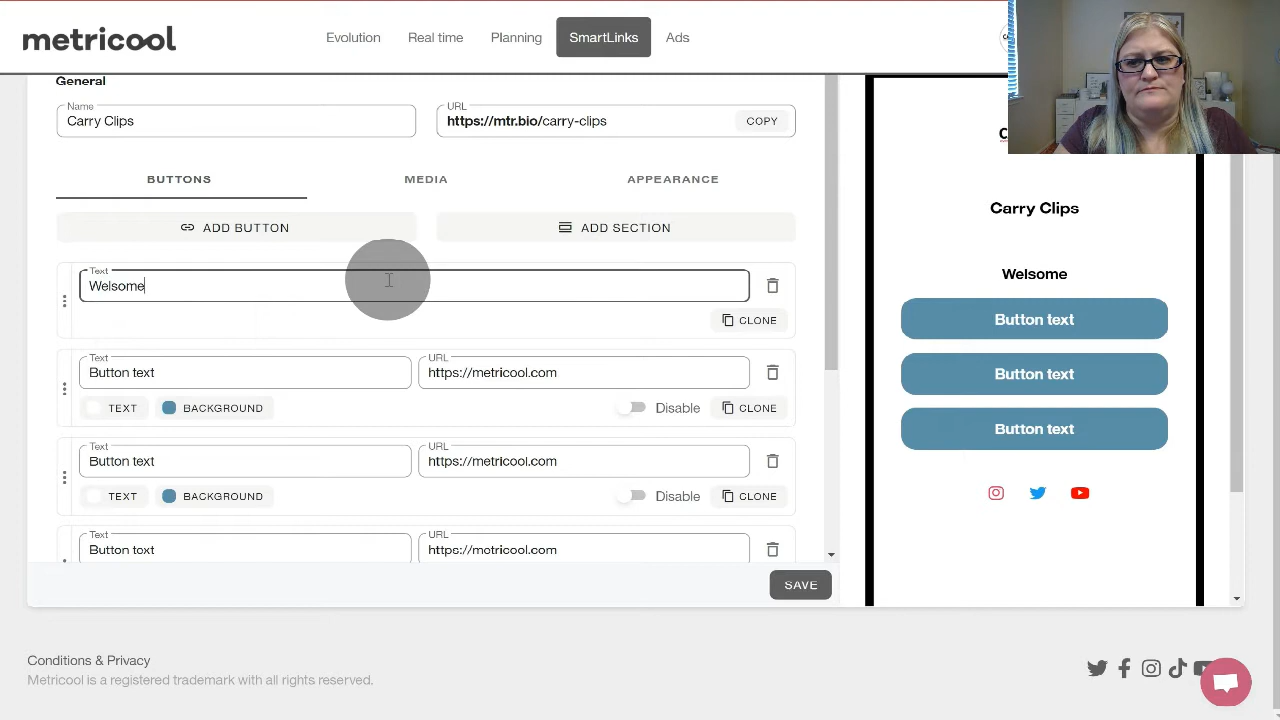 metricool
Evolution
Real time
Planning
SmartLinks
Ads
General
Name
Carry Clips
URL
https://mtr.bio/carry-clips
COPY
BUTTONS
MEDIA
APPEARANCE
ADD BUTTON
ADD SECTION
Text
Welsome
CLONE
Text
Button text
URL
https://metricool.com
TEXT
BACKGROUND
Disable
CLONE
Text
Button text
URL
https://metricool.com
TEXT
BACKGROUND
Disable
CLONE
Text
Button text
URL
https://metricool.com
SAVE
Carry Clips
Welsome
Button text
Button text
Button text
Conditions & Privacy
Metricool is a registered trademark with all rights reserved.